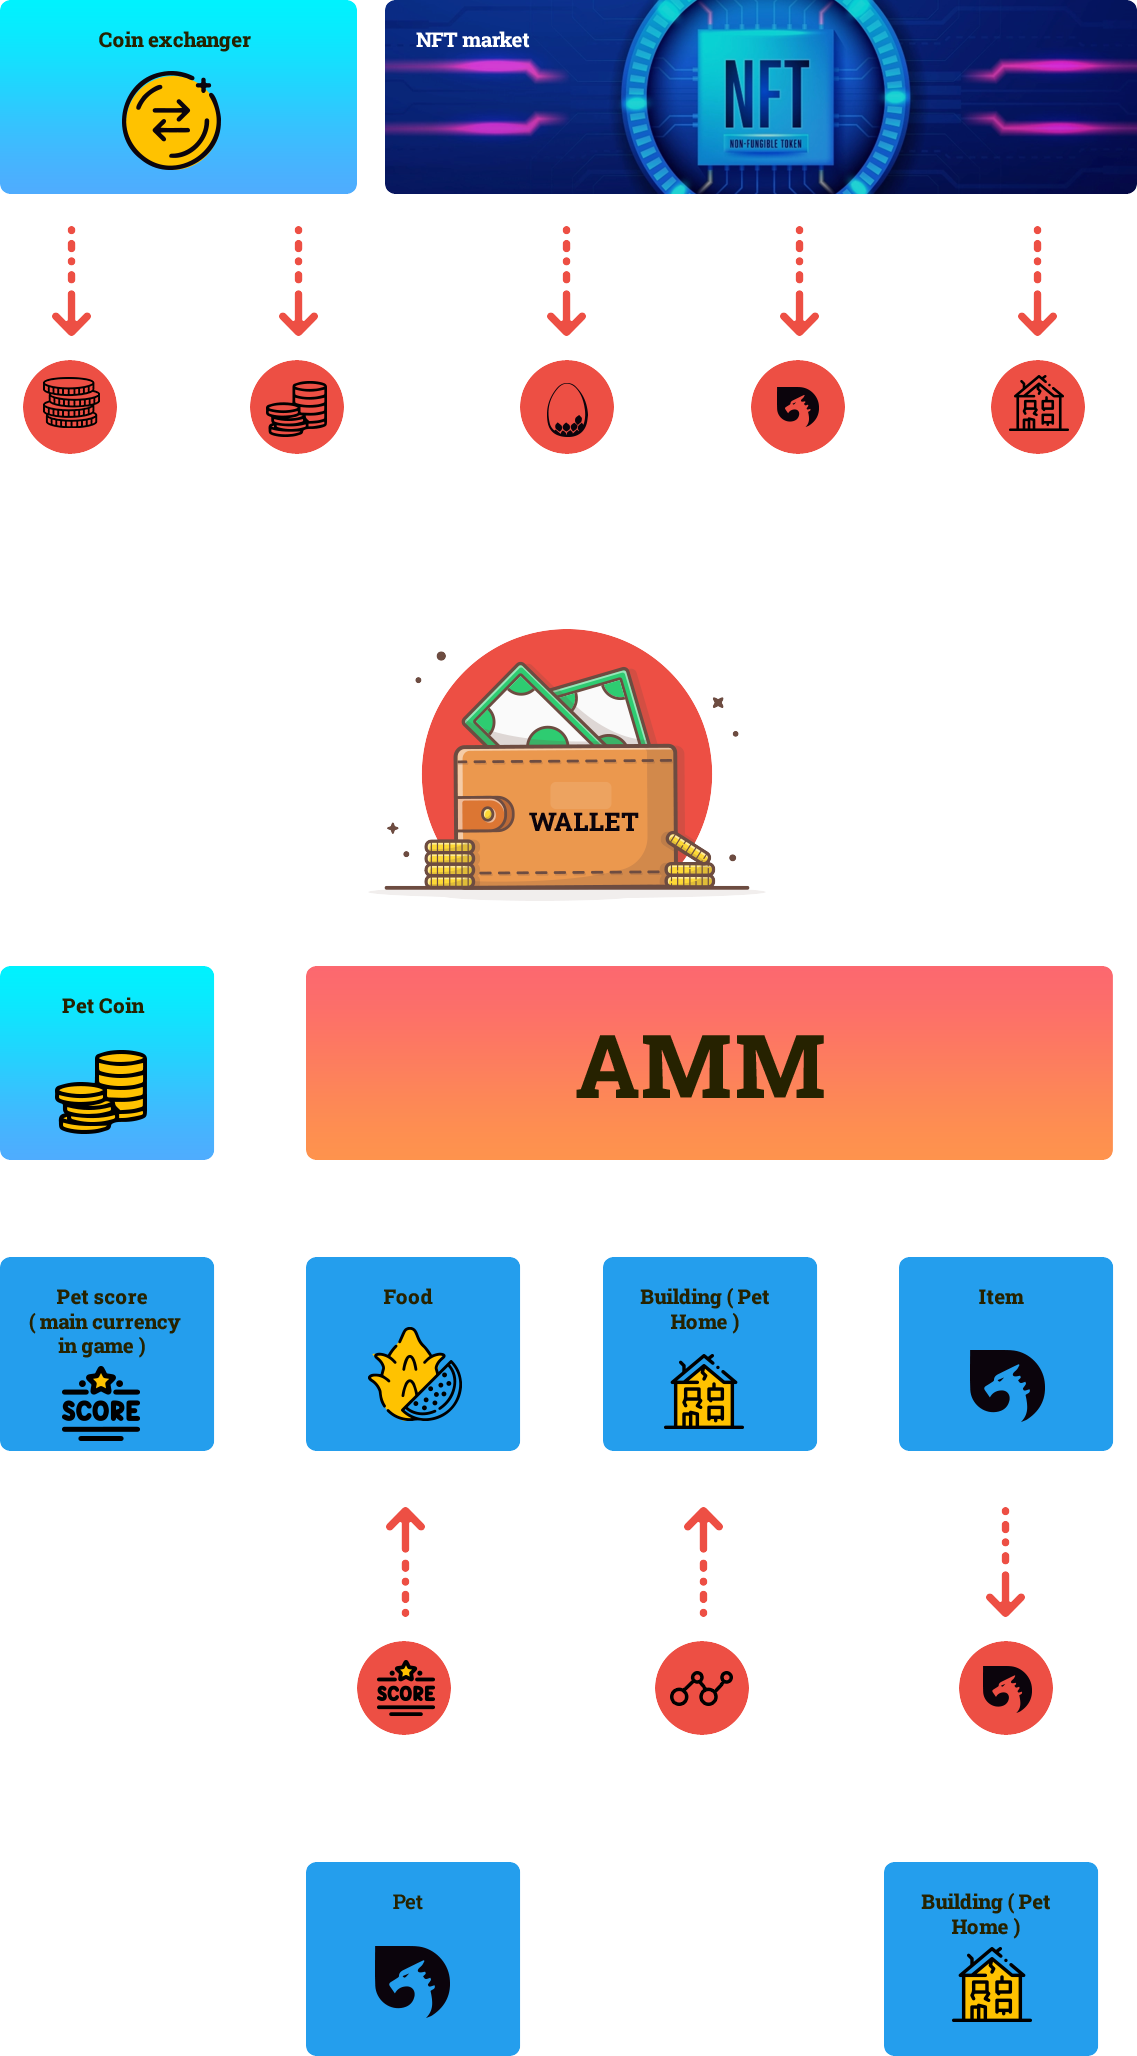 Coin exchanger
NFT market
NFT
NON-FUNGIBLE TOKEN
WALLET
Pet Coin
AMM
Pet score
( main currency
in game )
SCORE
Food
Building ( Pet
Home )
Item
SCORE
Pet
Building ( Pet
Home )